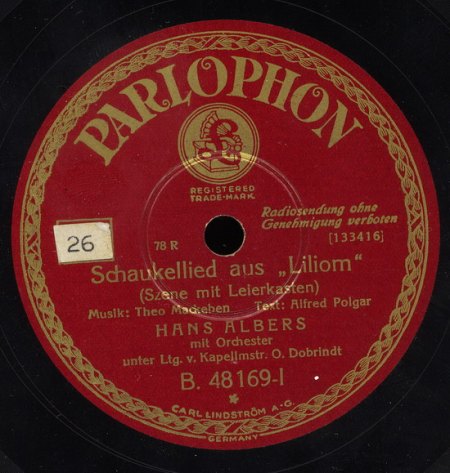 PARLOPHON
REGISTERED
TRADE-MARK
Radiosendung ohne
Genehmigung verboten
[133416]
26
78 R
Schaukellied aus „Liliom“
(Szene mit Leierkasten)
Musik: Theo Mackeben Text: Alfred Polgar
HANS ALBERS
mit Orchester
unter Ltg. v. Kapellmstr. O. Dobrindt
B. 48169-I
CARL LINDSTRÖM A-G.
GERMANY